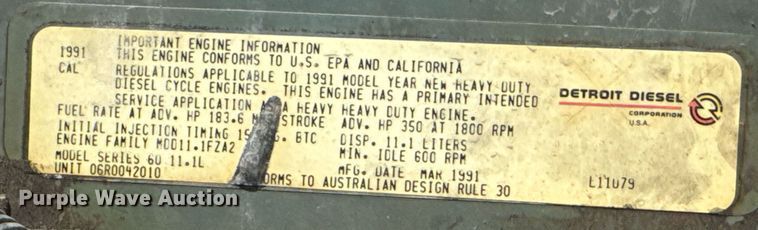 IMPORTANT ENGINE INFORMATION
1991 THIS ENGINE CONFORMS TO U.S. EPA AND CALIFORNIA
CAL REGULATIONS APPLICABLE TO 1991 MODEL YEAR NEW HEAVY DUTY
DIESEL CYCLE ENGINES. THIS ENGINE HAS A PRIMARY INTENDED
SERVICE APPLICATION A HEAVY HEAVY DUTY ENGINE.
FUEL RATE AT ADV. HP 183.6 STROKE ADV. HP 350 AT 1800 RPM
INITIAL INJECTION TIMING BTC DISP. 11.1 LITERS
ENGINE FAMILY MDD11.1FZA2 MIN. IDLE 600 RPM
MODEL SERIES 60 11.1L MFG. DATE MAR 1991
UNIT 06R0042010 TO AUSTRALIAN DESIGN RULE 30
L11079
DETROIT DIESEL
CORPORATION
U.S.A.
Purple Wave Auction